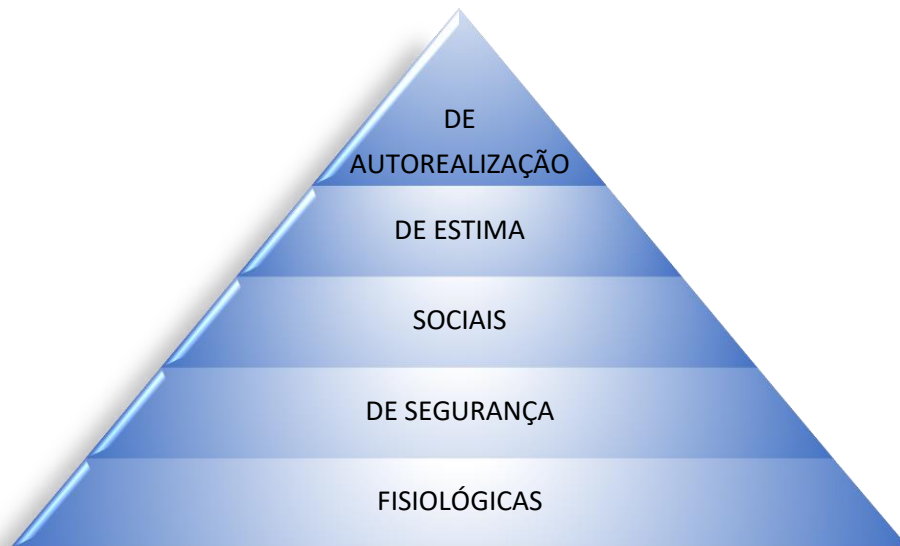 DE
AUTOREALIZAÇÃO
DE ESTIMA
SOCIAIS
DE SEGURANÇA
FISIOLÓGICAS